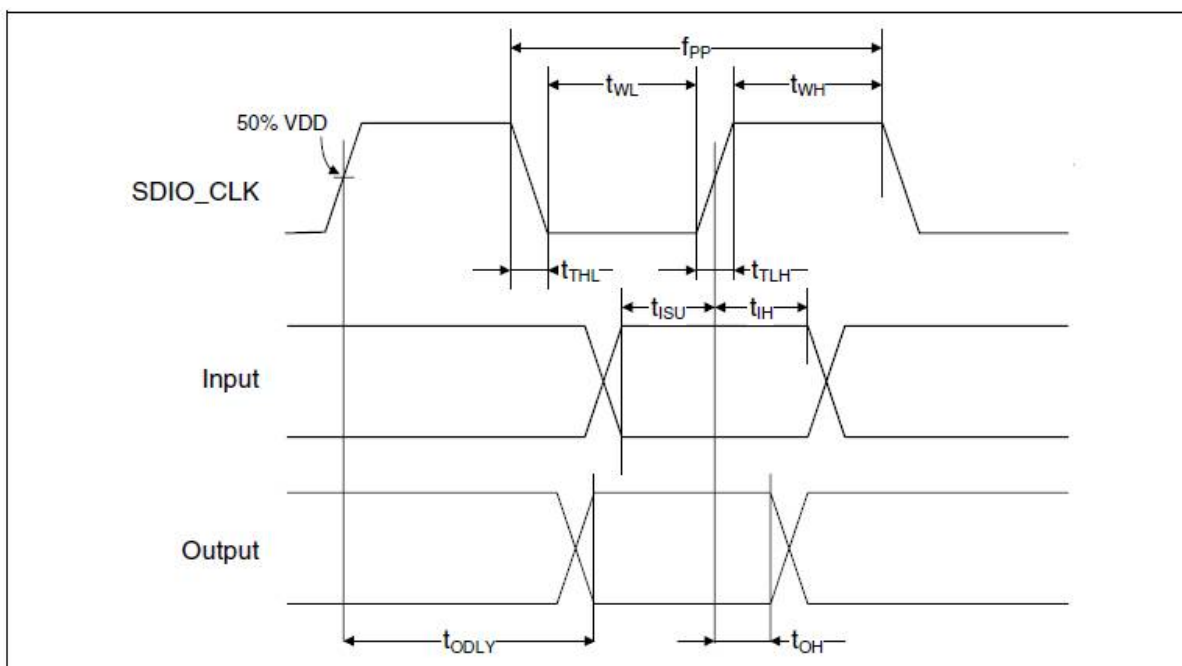 fPP
tWL
tWH
50% VDD
SDIO_CLK
tTHL
tTLH
tISU
tIH
Input
Output
tODLY
tOH